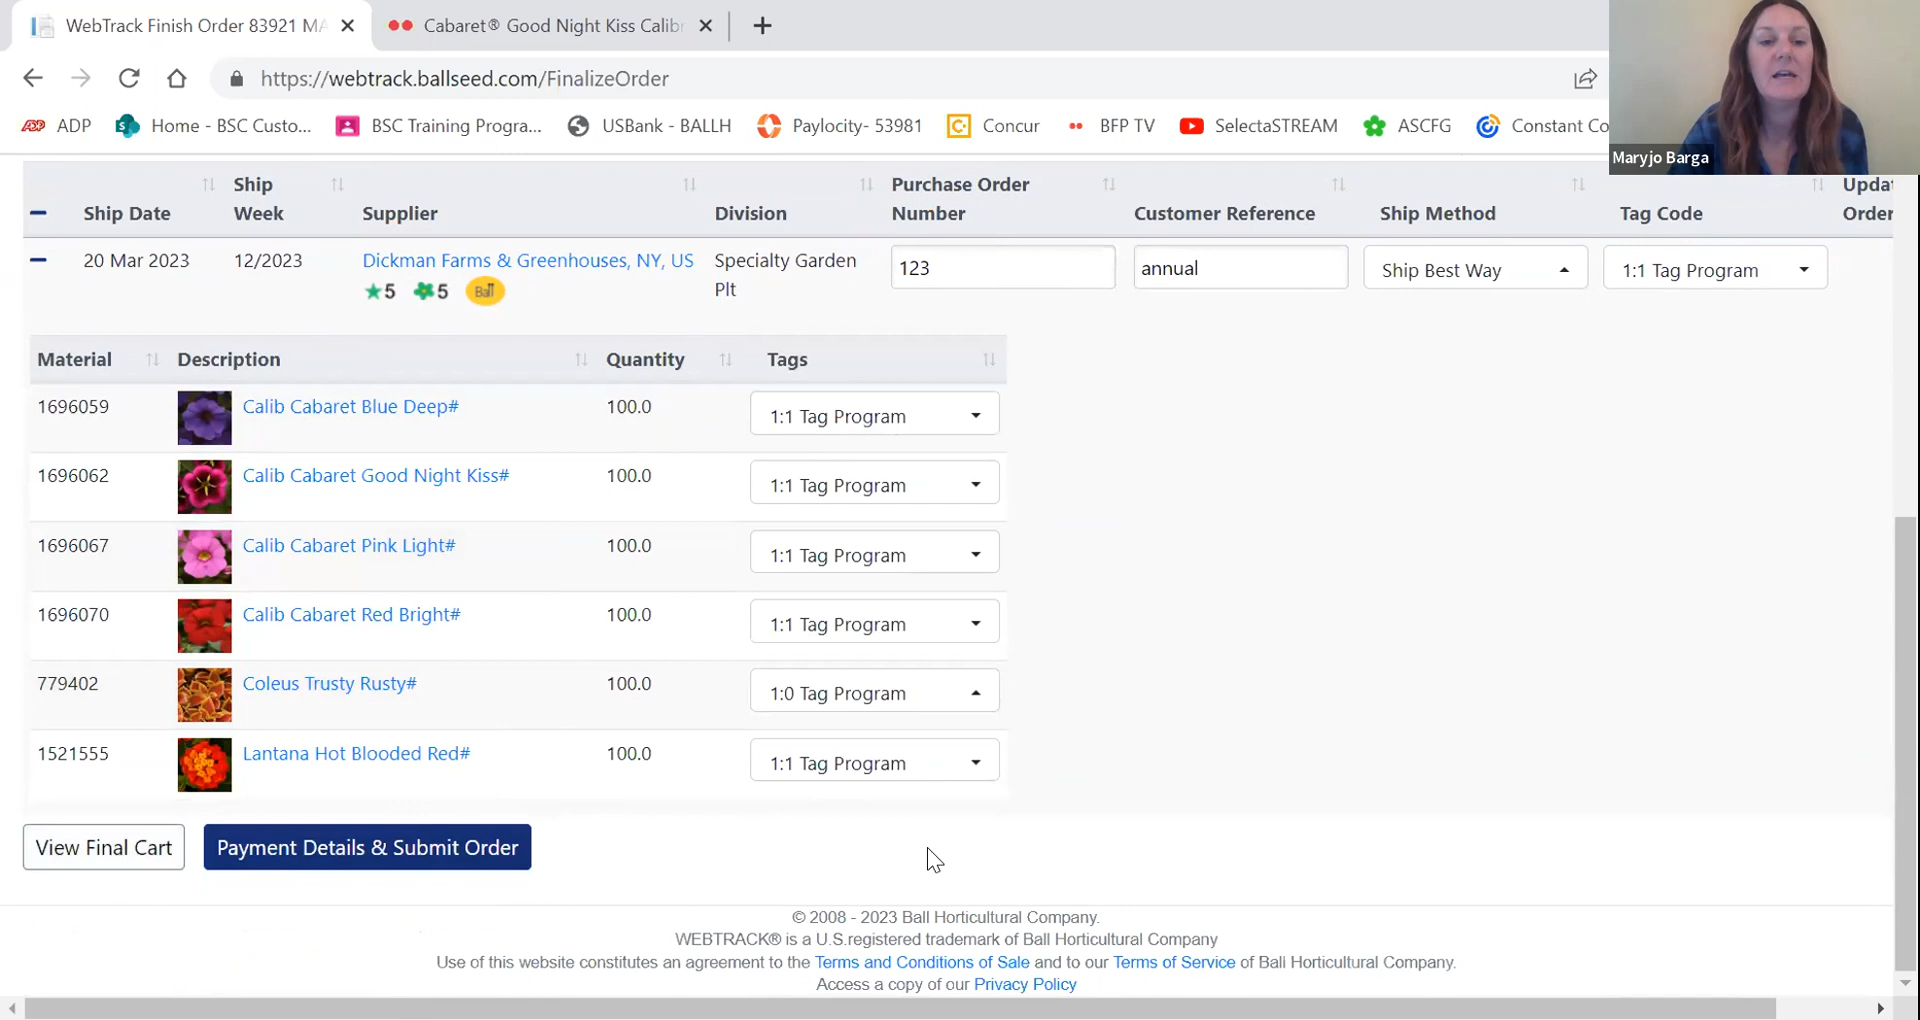 WebTrack Finish Order 83921 MA
Cabaret® Good Night Kiss Calib
https://webtrack.ballseed.com/FinalizeOrder
ADP ADP
Home - BSC Custo...
BSC Training Progra...
USBank - BALLH
Paylocity- 53981
Concur
BFP TV
SelectaSTREAM
ASCFG
Constant Co
Maryjo Barga
Ship Date
Ship Week
Supplier
Division
Purchase Order Number
Customer Reference
Ship Method
Tag Code
Updat Order
20 Mar 2023
12/2023
Dickman Farms & Greenhouses, NY, US
5 5 Ball
Specialty Garden Plt
123
annual
Ship Best Way
1:1 Tag Program
Material Description Quantity Tags
1696059 Calib Cabaret Blue Deep# 100.0 1:1 Tag Program
1696062 Calib Cabaret Good Night Kiss# 100.0 1:1 Tag Program
1696067 Calib Cabaret Pink Light# 100.0 1:1 Tag Program
1696070 Calib Cabaret Red Bright# 100.0 1:1 Tag Program
779402 Coleus Trusty Rusty# 100.0 1:0 Tag Program
1521555 Lantana Hot Blooded Red# 100.0 1:1 Tag Program
View Final Cart
Payment Details & Submit Order
© 2008 - 2023 Ball Horticultural Company.
WEBTRACK® is a U.S.registered trademark of Ball Horticultural Company
Use of this website constitutes an agreement to the Terms and Conditions of Sale and to our Terms of Service of Ball Horticultural Company.
Access a copy of our Privacy Policy